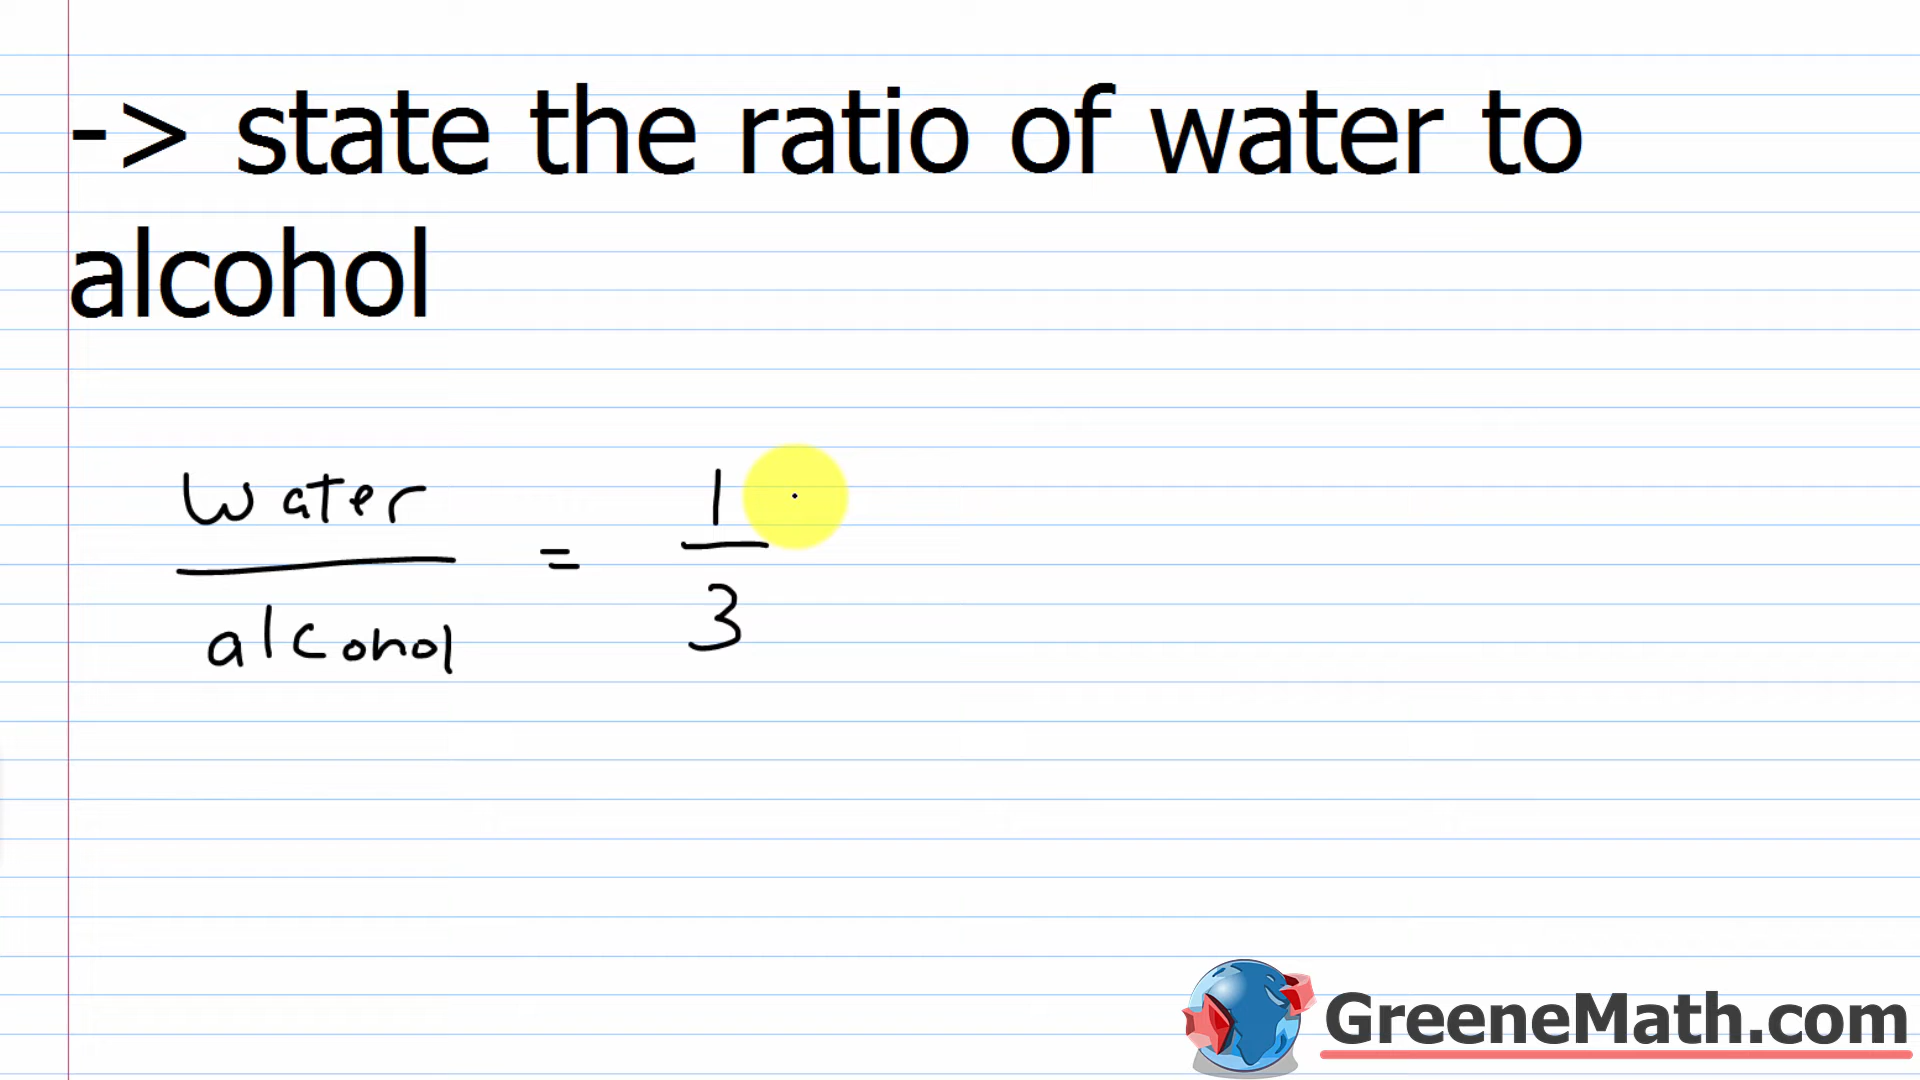 -> state the ratio of water to
alcohol
water
alcohol
=
1
3
GreeneMath.com